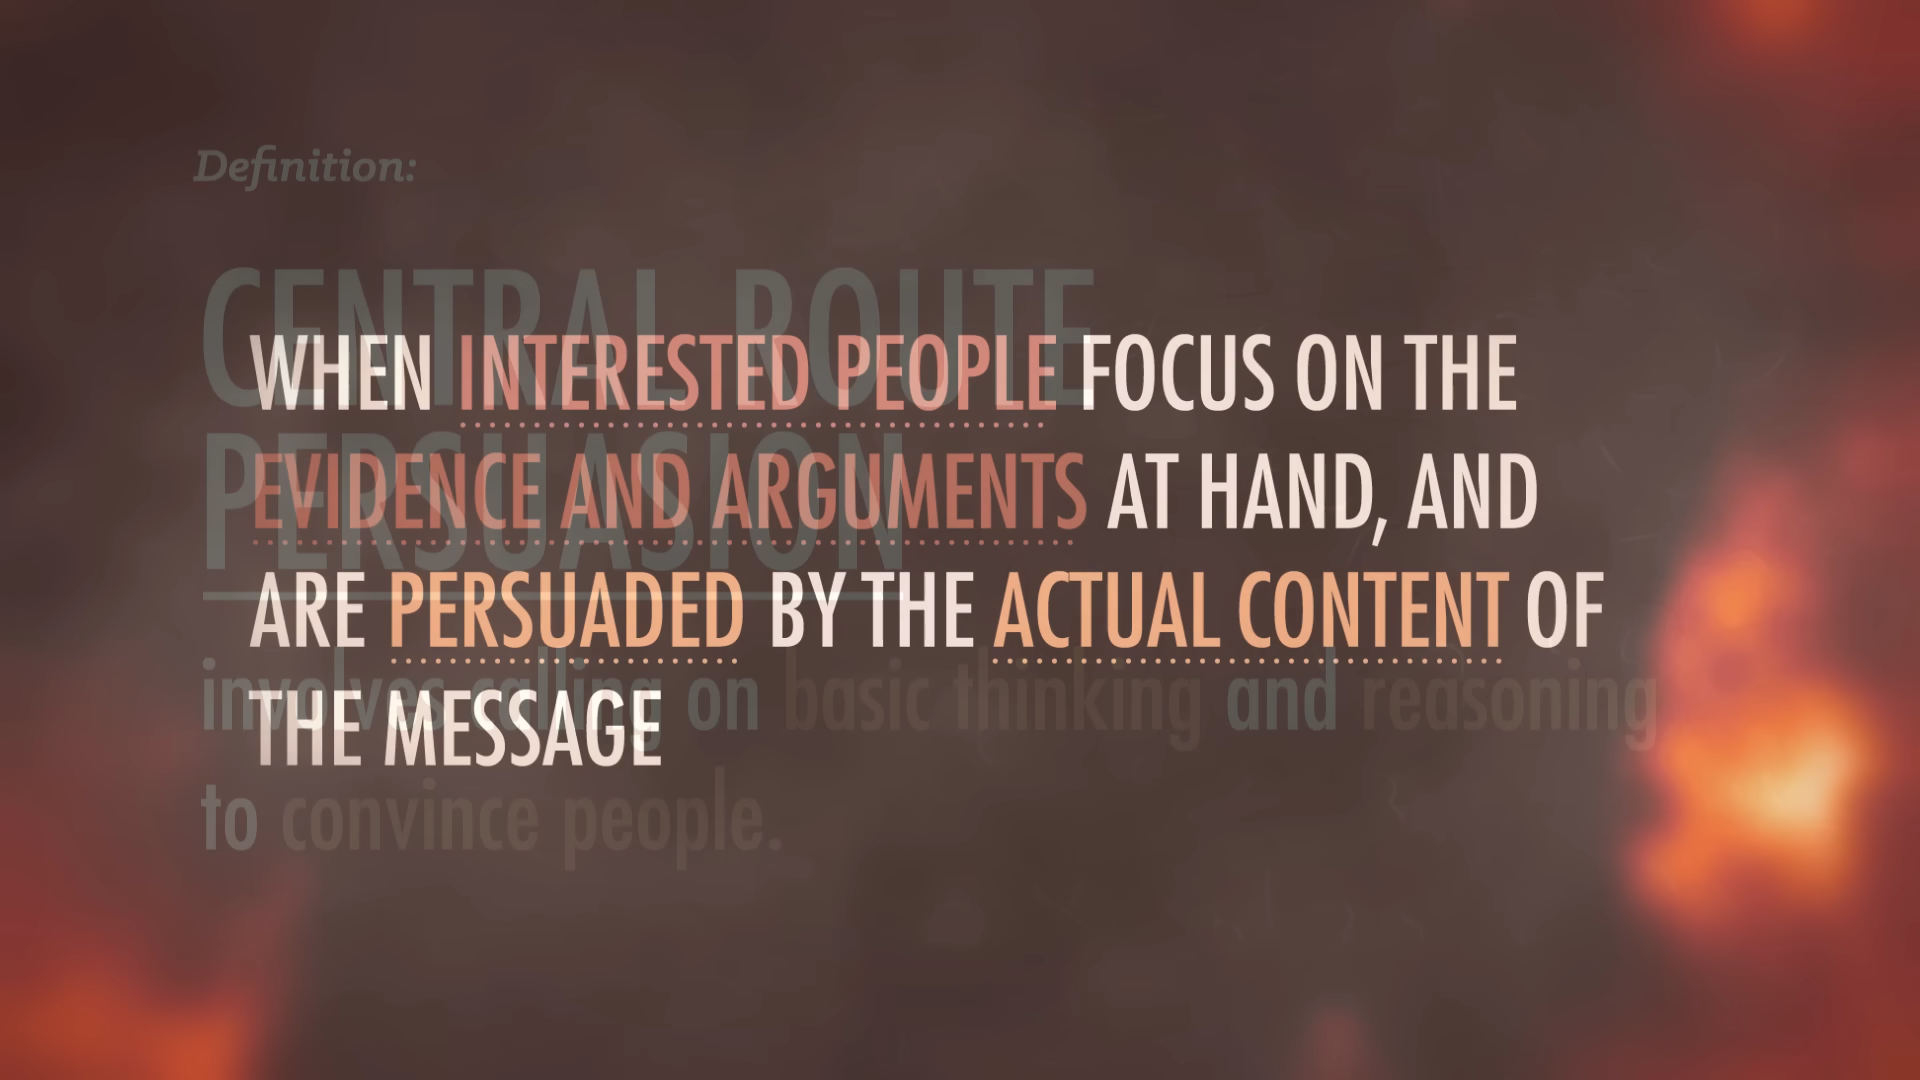 Definition:
CENTRAL ROUTE
PERSUASION
involves calling on basic thinking and reasoning
to convince people.
WHEN INTERESTED PEOPLE FOCUS ON THE
EVIDENCE AND ARGUMENTS AT HAND, AND
ARE PERSUADED BY THE ACTUAL CONTENT OF
THE MESSAGE